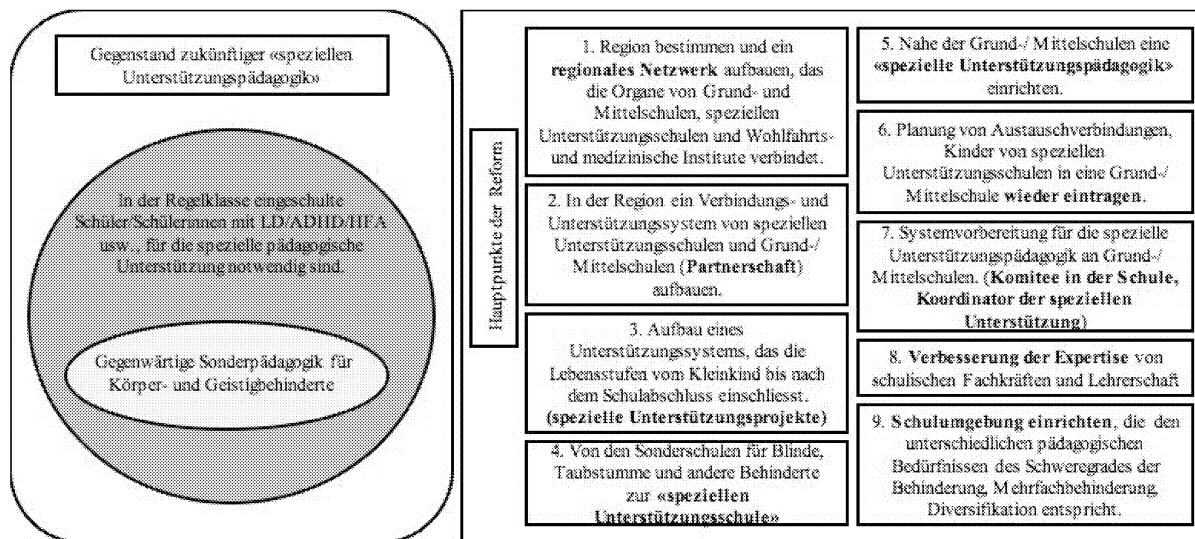 Gegenstand zukünftiger «speziellen
Unterstützungspädagogik»
In der Regelklasse eingeschulte
Schüler/Schülerinnen mit LD/ADHD/HFA
usw., für die spezielle pädagogische
Unterstützung notwendig sind.
Gegenwärtige Sonderpädagogik für
Körper- und Geistigbehinderte
Hauptpunkte der Reform
1. Region bestimmen und ein
regionales Netzwerk aufbauen, das
die Organe von Grund- und
Mittelschulen, speziellen
Unterstützungsschulen und Wohlfahrts-
und medizinische Institute verbindet.
2. In der Region ein Verbindungs- und
Unterstützungssystem von speziellen
Unterstützungsschulen und Grund-/
Mittelschulen (Partnerschaft)
aufbauen.
3. Aufbau eines
Unterstützungssystems, das die
Lebensstufen vom Kleinkind bis nach
dem Schulabschluss einschliesst.
(spezielle Unterstützungsprojekte)
4. Von den Sonderschulen für Blinde,
Taubstumme und andere Behinderte
zur «speziellen
Unterstützungsschule»
5. Nahe der Grund-/ Mittelschulen eine
«spezielle Unterstützungspädagogik»
einrichten.
6. Planung von Austauschverbindungen,
Kinder von speziellen
Unterstützungsschulen in eine Grund-/
Mittelschule wieder eintragen.
7. Systemvorbereitung für die spezielle
Unterstützungspädagogik an Grund-/
Mittelschulen. (Komitee in der Schule,
Koordinator der speziellen
Unterstützung)
8. Verbesserung der Expertise von
schulischen Fachkräften und Lehrerschaft
9. Schulumgebung einrichten, die den
unterschiedlichen pädagogischen
Bedürfnissen des Schweregrades der
Behinderung, Mehrfachbehinderung,
Diversifikation entspricht.